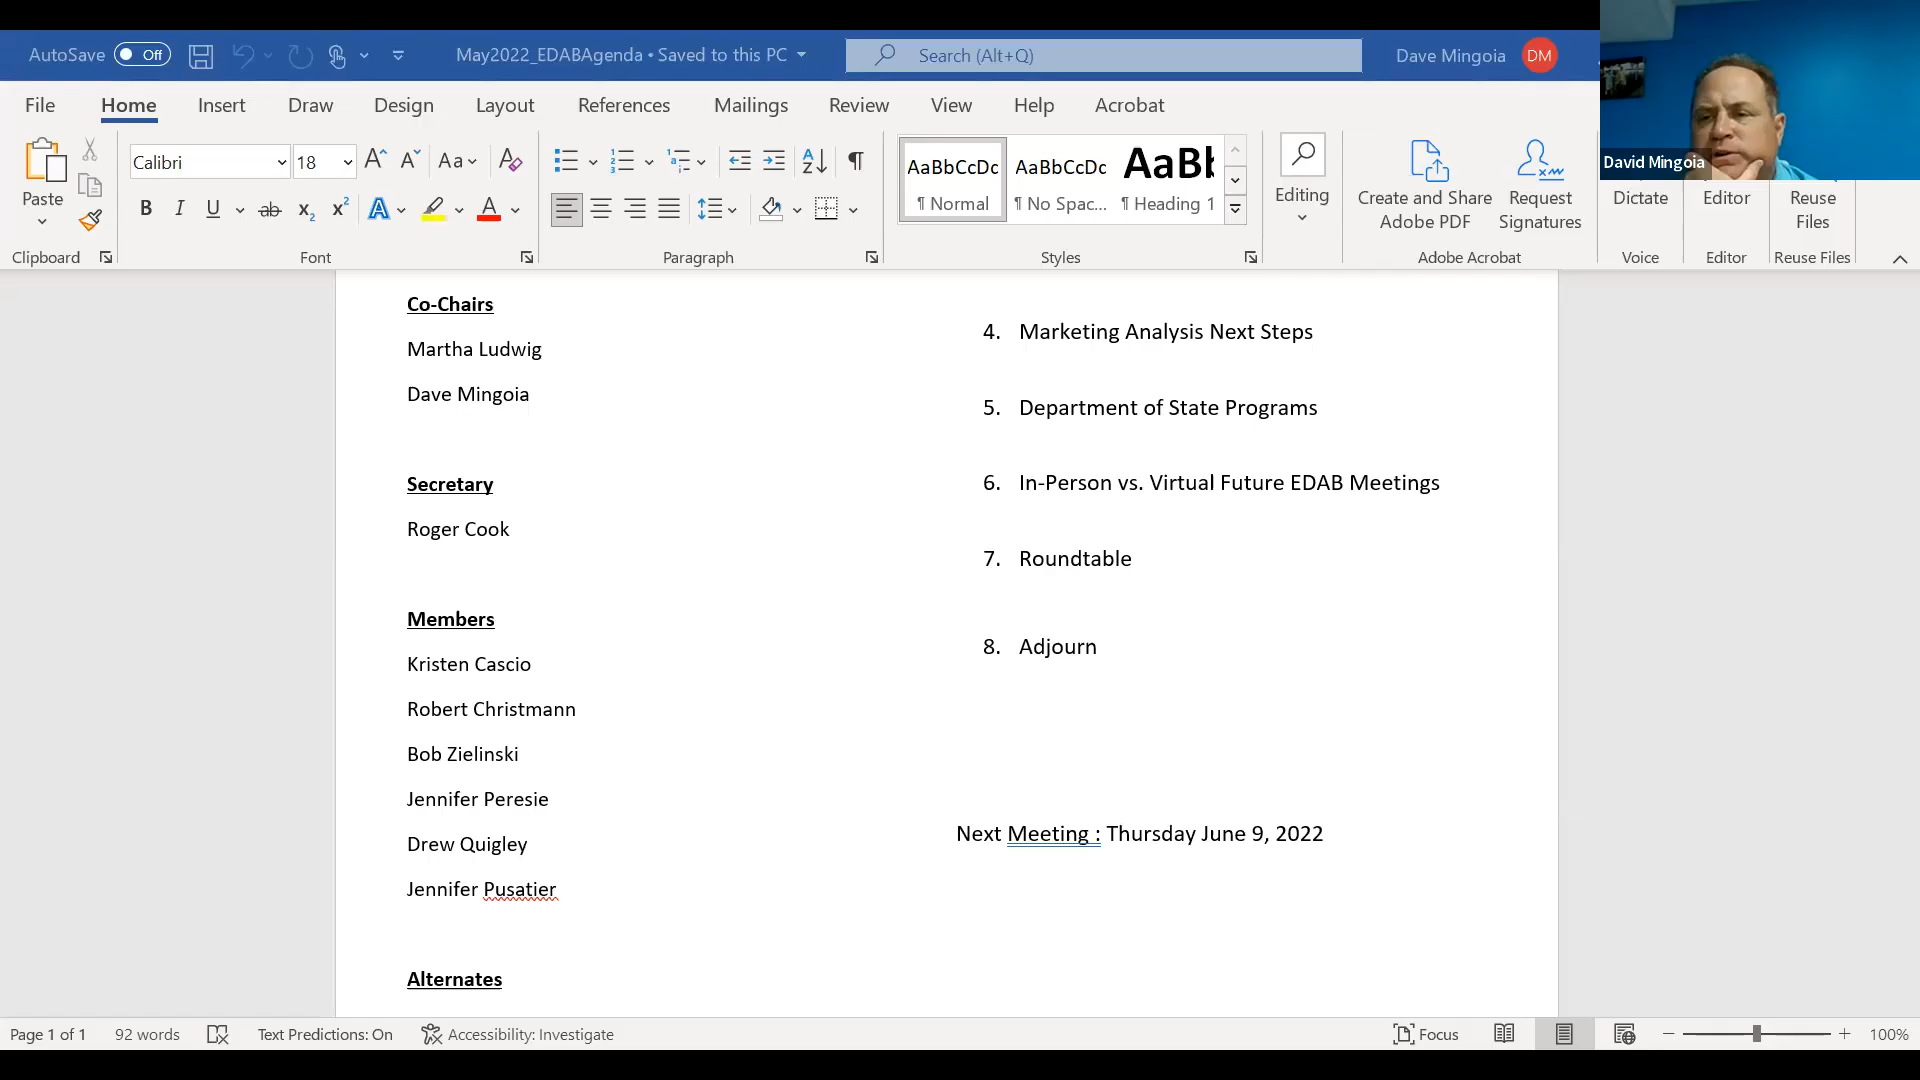 AutoSave Off May2022_EDABAgenda • Saved to this PC Search (Alt+Q) Dave Mingoia DM
File Home Insert Draw Design Layout References Mailings Review View Help Acrobat
David Mingoia
Calibri 18
Paste
AaBbCcDc AaBbCcDc AaBb
¶ Normal ¶ No Spac... ¶ Heading 1
Editing
Create and Share Adobe PDF
Request Signatures
Dictate
Editor
Reuse Files
Clipboard Font Paragraph Styles Adobe Acrobat Voice Editor Reuse Files
Co-Chairs
Martha Ludwig
Dave Mingoia
Secretary
Roger Cook
Members
Kristen Cascio
Robert Christmann
Bob Zielinski
Jennifer Peresie
Drew Quigley
Jennifer Pusatier
Alternates
4. Marketing Analysis Next Steps
5. Department of State Programs
6. In-Person vs. Virtual Future EDAB Meetings
7. Roundtable
8. Adjourn
Next Meeting : Thursday June 9, 2022
Page 1 of 1 92 words Text Predictions: On Accessibility: Investigate Focus 100%